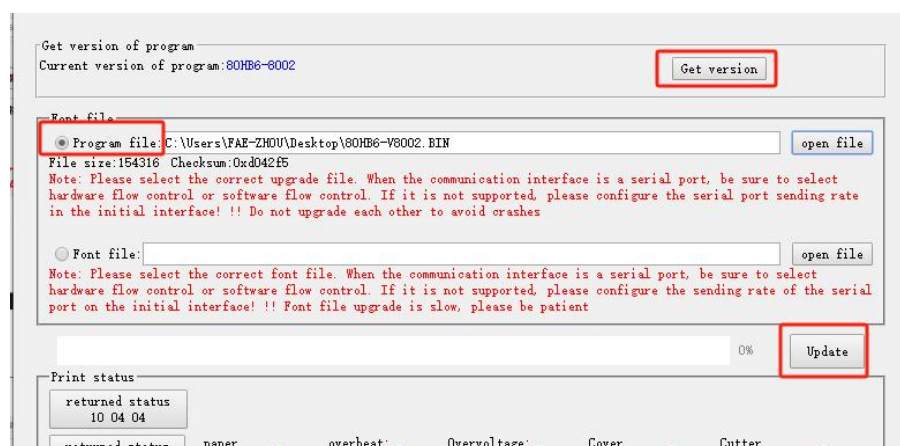 Get version of program
Current version of program:80HB6-8002
Get version
Font file
Program file:C:\Users\FAE-ZHOU\Desktop\80HB6-V8002.BIN
open file
File size:154316 Checksum:0xd042f5
Note: Please select the correct upgrade file. When the communication interface is a serial port, be sure to select
hardware flow control or software flow control. If it is not supported, please configure the serial port sending rate
in the initial interface! !! Do not upgrade each other to avoid crashes
Font file:
open file
Note: Please select the correct font file. When the communication interface is a serial port, be sure to select
hardware flow control or software flow control. If it is not supported, please configure the sending rate of the serial
port on the initial interface! !! Font file upgrade is slow, please be patient
0%
Update
Print status
returned status
10 04 04
returned status paper overheat: Overvoltage: Cover Cutter